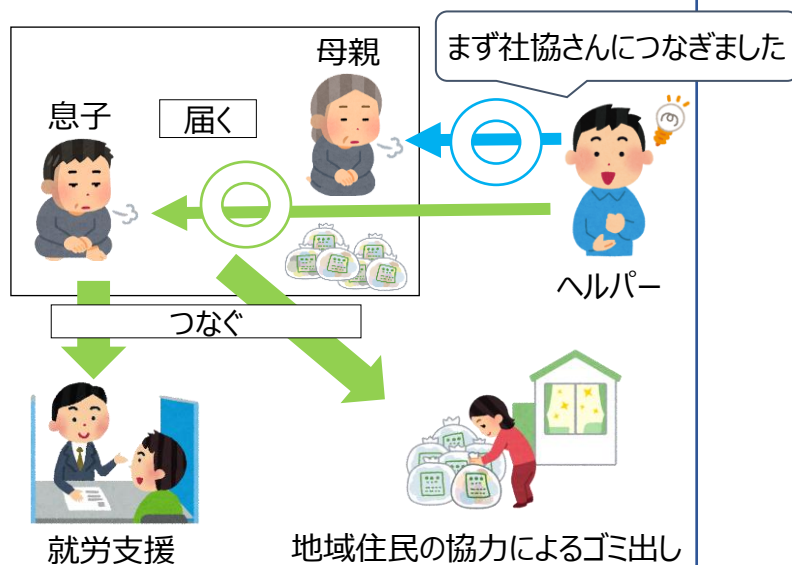 まず社協さんにつなぎました
母親
息子
届く
ヘルパー
つなぐ
就労支援
地域住民の協力によるゴミ出し